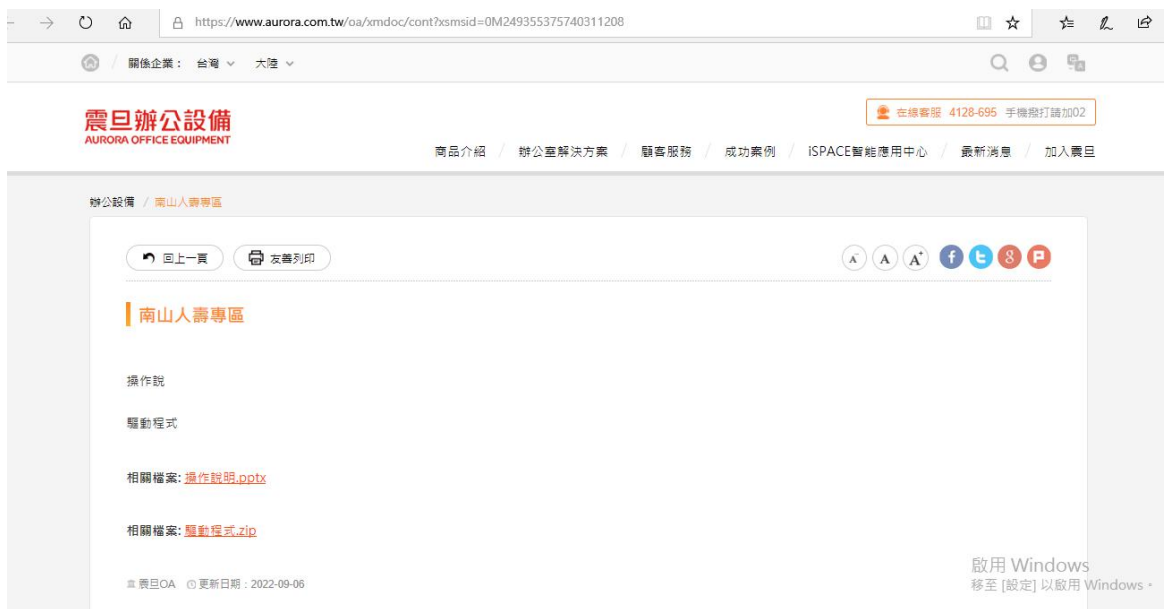 https://www.aurora.com.tw/oa/xmdoc/cont?xsmsid=0M249355375740311208
關係企業： 台灣 大陸
震旦辦公設備
AURORA OFFICE EQUIPMENT
在線客服 4128-695 手機撥打請加02
商品介紹 / 辦公室解決方案 / 顧客服務 / 成功案例 / iSPACE智能應用中心 / 最新消息 / 加入震旦
辦公設備 / 南山人壽專區
回上一頁 友善列印 A- A A+
南山人壽專區
操作說
驅動程式
相關檔案: 操作說明.pptx
相關檔案: 驅動程式.zip
震旦OA 更新日期：2022-09-06
啟用 Windows
移至 [設定] 以啟用 Windows。